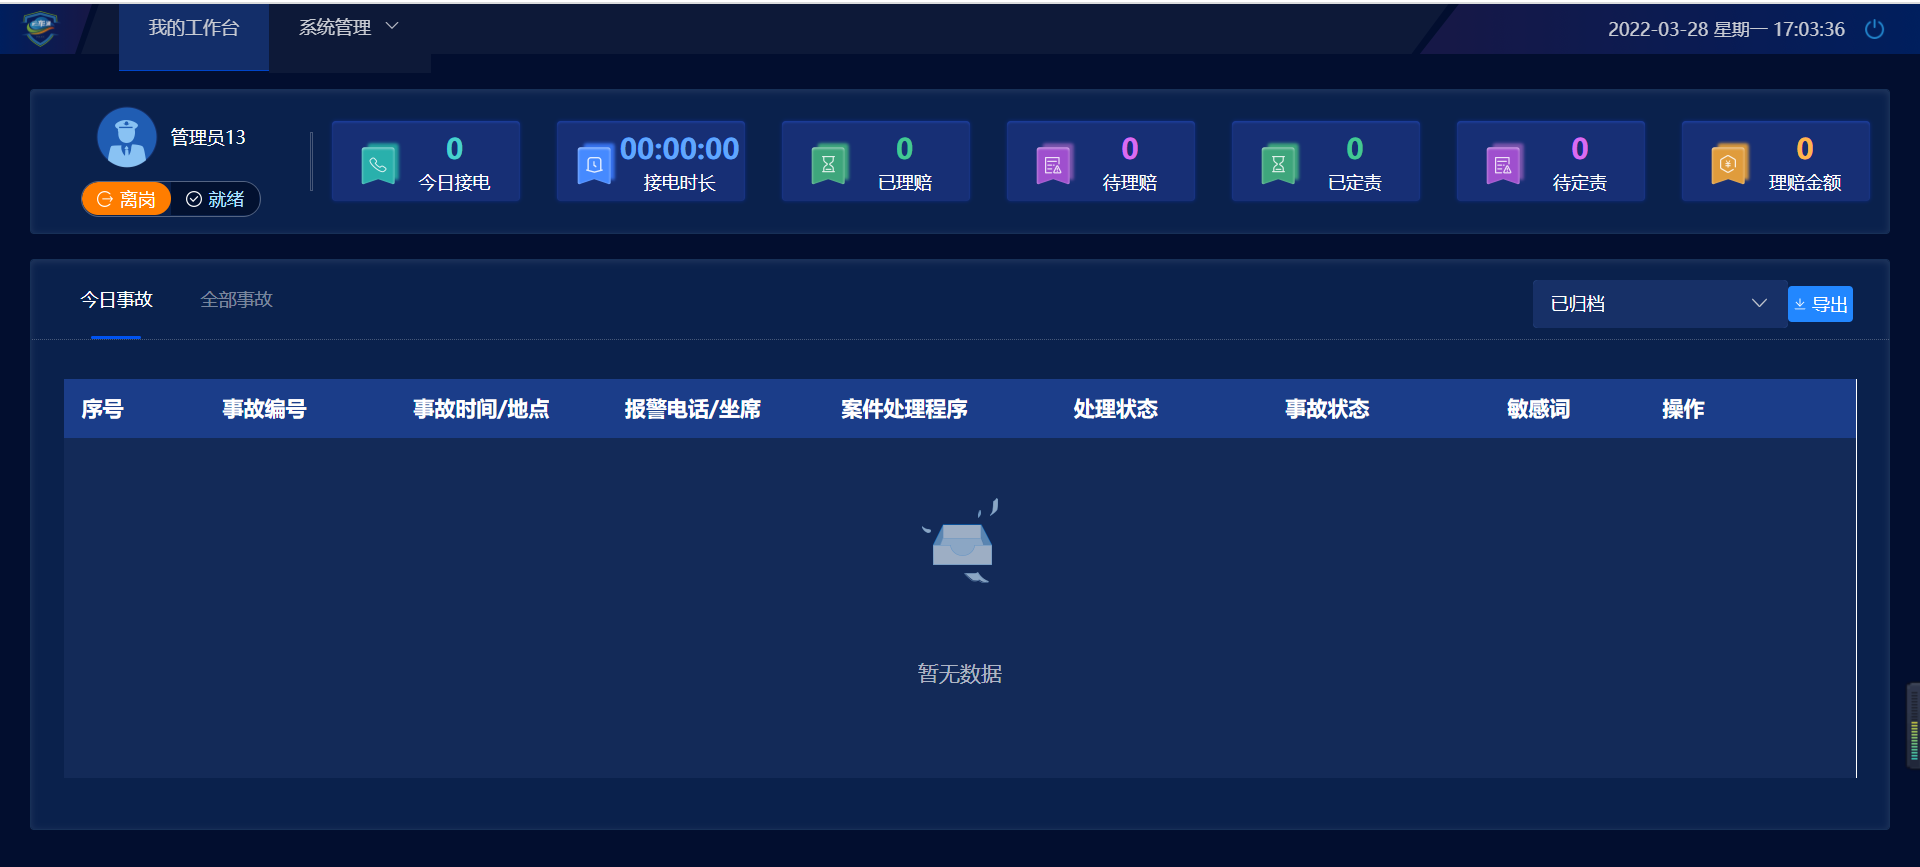 我的工作台
系统管理
2022-03-28 星期一 17:03:36
管理员13
离岗
就绪
0
今日接电
00:00:00
接电时长
0
已理赔
0
待理赔
0
已定责
0
待定责
0
理赔金额
今日事故
全部事故
已归档
导出
序号
事故编号
事故时间/地点
报警电话/坐席
案件处理程序
处理状态
事故状态
敏感词
操作
暂无数据